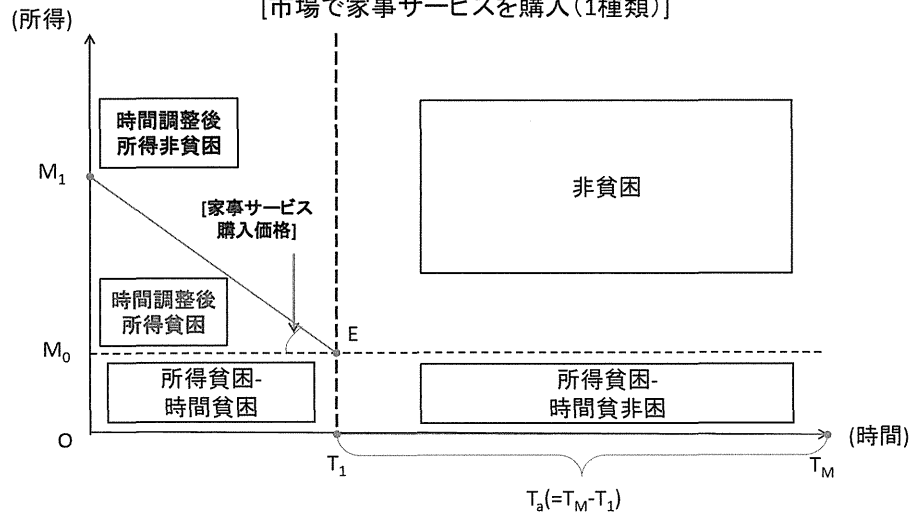 [市場で家事サービスを購入(1種類)]
(所得)
時間調整後
所得非貧困
M1
非貧困
[家事サービス
購入価格]
時間調整後
所得貧困
E
M0
所得貧困-
時間貧困
所得貧困-
時間貧非困
O
(時間)
T1
TM
Ta(=TM-T1)